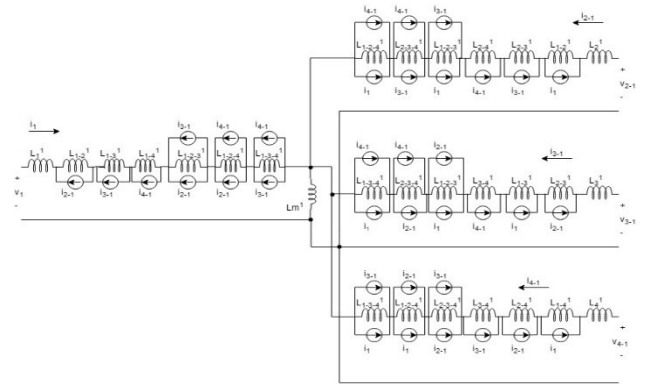 i₄₋₁ i₄₋₁ i₃₋₁ i₂₋₁
L₁₋₂₋₄¹ L₂₋₃₋₄¹ L₁₋₂₋₃¹ L₂₋₄¹ L₂₋₃¹ L₁₋₂¹ L₂¹
+
i₁ i₃₋₁ i₁ i₄₋₁ i₃₋₁ i₁
v₂₋₁
-
i₁ i₃₋₁ i₄₋₁ i₄₋₁
L₁¹ L₁₋₂¹ L₁₋₃¹ L₁₋₄¹ L₁₋₂₋₃¹ L₁₋₂₋₄¹ L₁₋₃₋₄¹
+
i₂₋₁ i₃₋₁ i₄₋₁ i₂₋₁ i₂₋₁ i₃₋₁
v₁
-
Lm¹
i₄₋₁ i₄₋₁ i₂₋₁ i₃₋₁
L₁₋₃₋₄¹ L₂₋₃₋₄¹ L₁₋₂₋₃¹ L₃₋₄¹ L₁₋₃¹ L₂₋₃¹ L₃¹
+
i₁ i₂₋₁ i₁ i₄₋₁ i₁ i₂₋₁
v₃₋₁
-
i₃₋₁ i₂₋₁ i₃₋₁ i₄₋₁
L₁₋₃₋₄¹ L₁₋₂₋₄¹ L₂₋₃₋₄¹ L₃₋₄¹ L₂₋₄¹ L₁₋₄¹ L₄¹
+
i₁ i₁ i₂₋₁ i₃₋₁ i₂₋₁ i₁
v₄₋₁
-